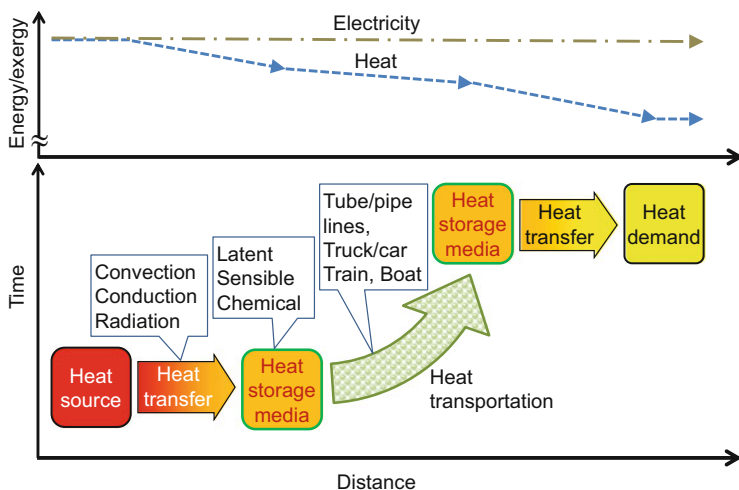 Energy/exergy
Electricity
Heat
Time
Convection
Conduction
Radiation
Latent
Sensible
Chemical
Tube/pipe
lines,
Truck/car
Train, Boat
Heat
storage
media
Heat
transfer
Heat
demand
Heat
source
Heat
transfer
Heat
storage
media
Heat
transportation
Distance